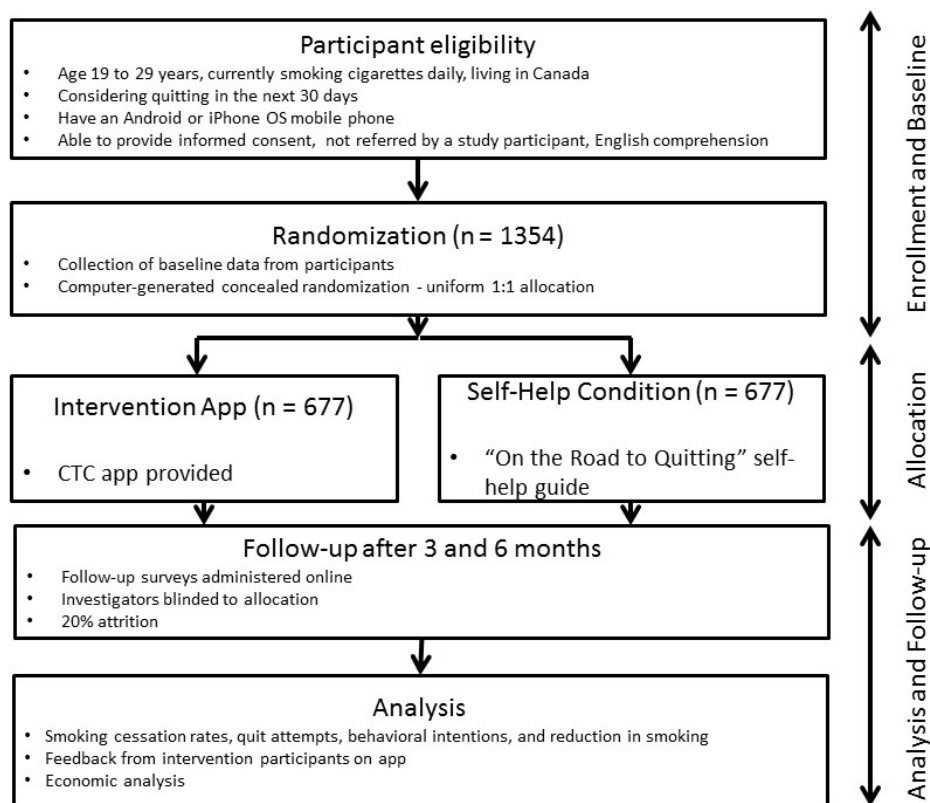 Participant eligibility
• Age 19 to 29 years, currently smoking cigarettes daily, living in Canada
• Considering quitting in the next 30 days
• Have an Android or iPhone OS mobile phone
• Able to provide informed consent, not referred by a study participant, English comprehension
Enrollment and Baseline
Randomization (n = 1354)
• Collection of baseline data from participants
• Computer-generated concealed randomization - uniform 1:1 allocation
Intervention App (n = 677)
• CTC app provided
Self-Help Condition (n = 677)
• “On the Road to Quitting” self-
help guide
Allocation
Follow-up after 3 and 6 months
• Follow-up surveys administered online
• Investigators blinded to allocation
• 20% attrition
Analysis
• Smoking cessation rates, quit attempts, behavioral intentions, and reduction in smoking
• Feedback from intervention participants on app
• Economic analysis
Analysis and Follow-up